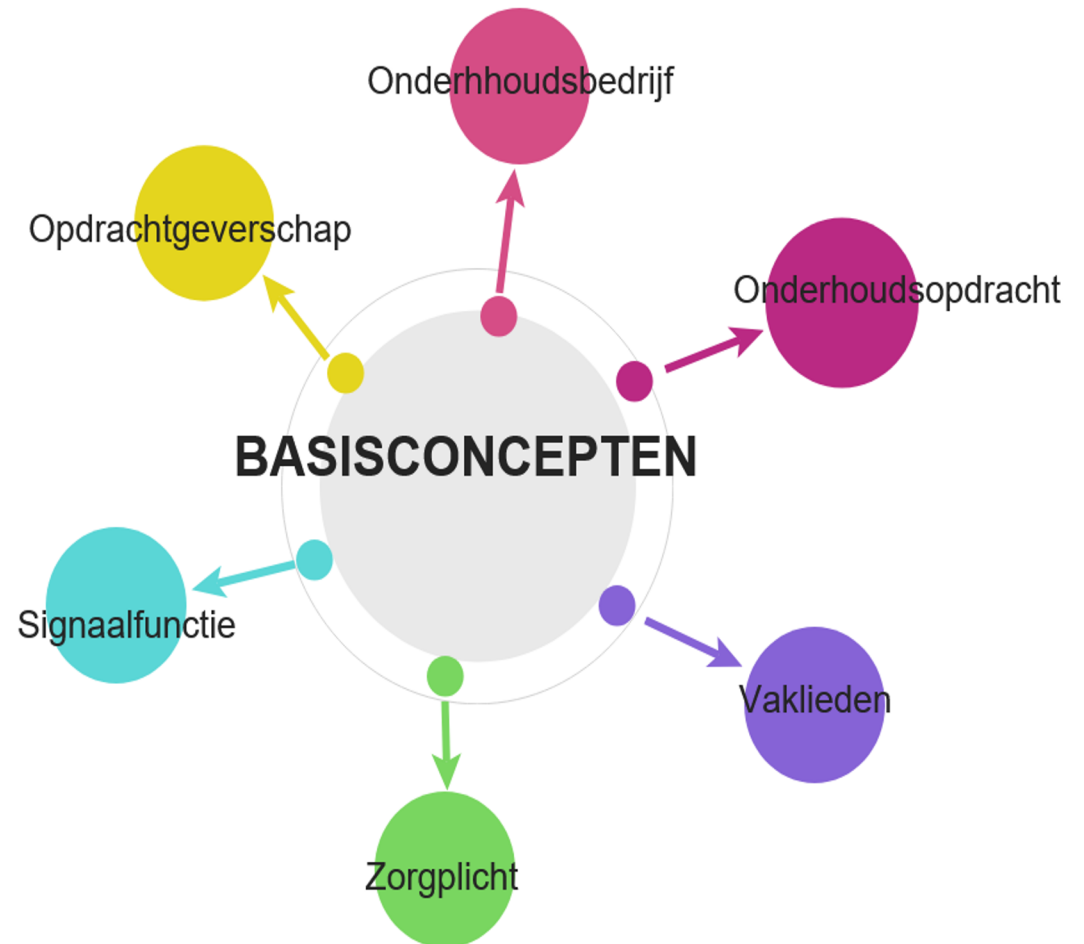 Onderhhoudsbedrijf
Opdrachtgeverschap
Onderhoudsopdracht
BASISCONCEPTEN
Signaalfunctie
Vaklieden
Zorgplicht